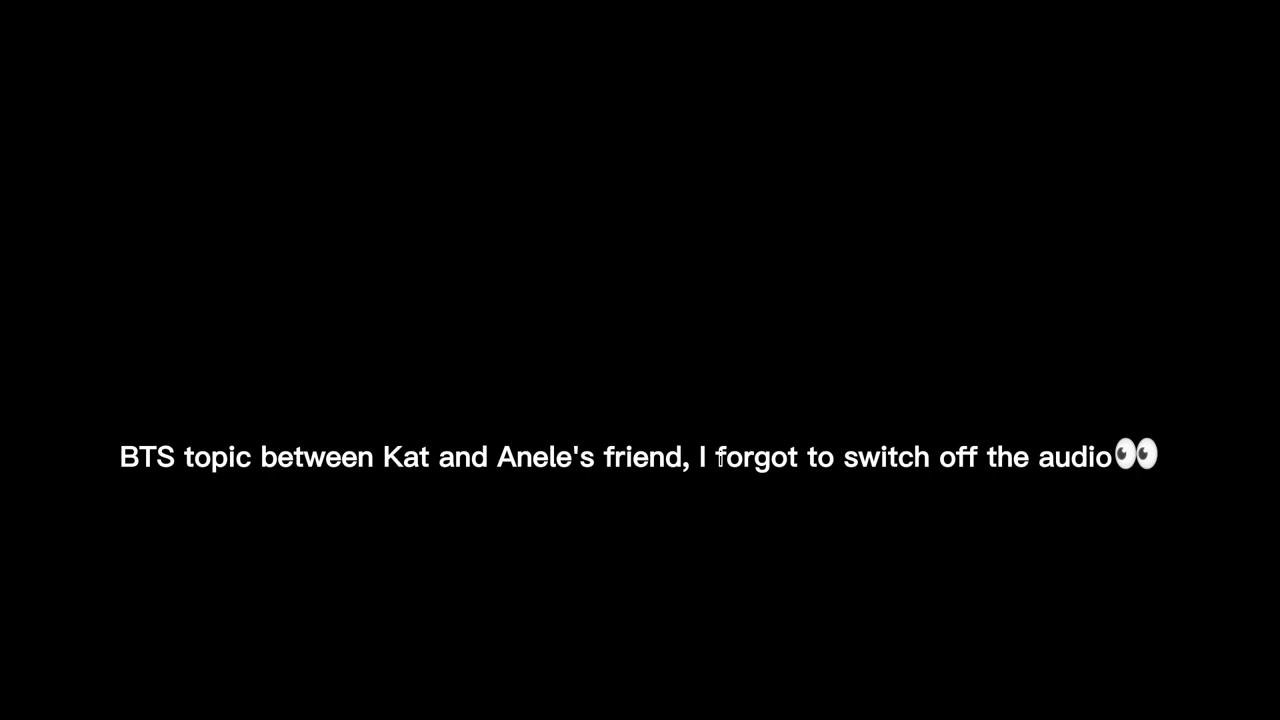 BTS topic between Kat and Anele's friend, I forgot to switch off the audio👀